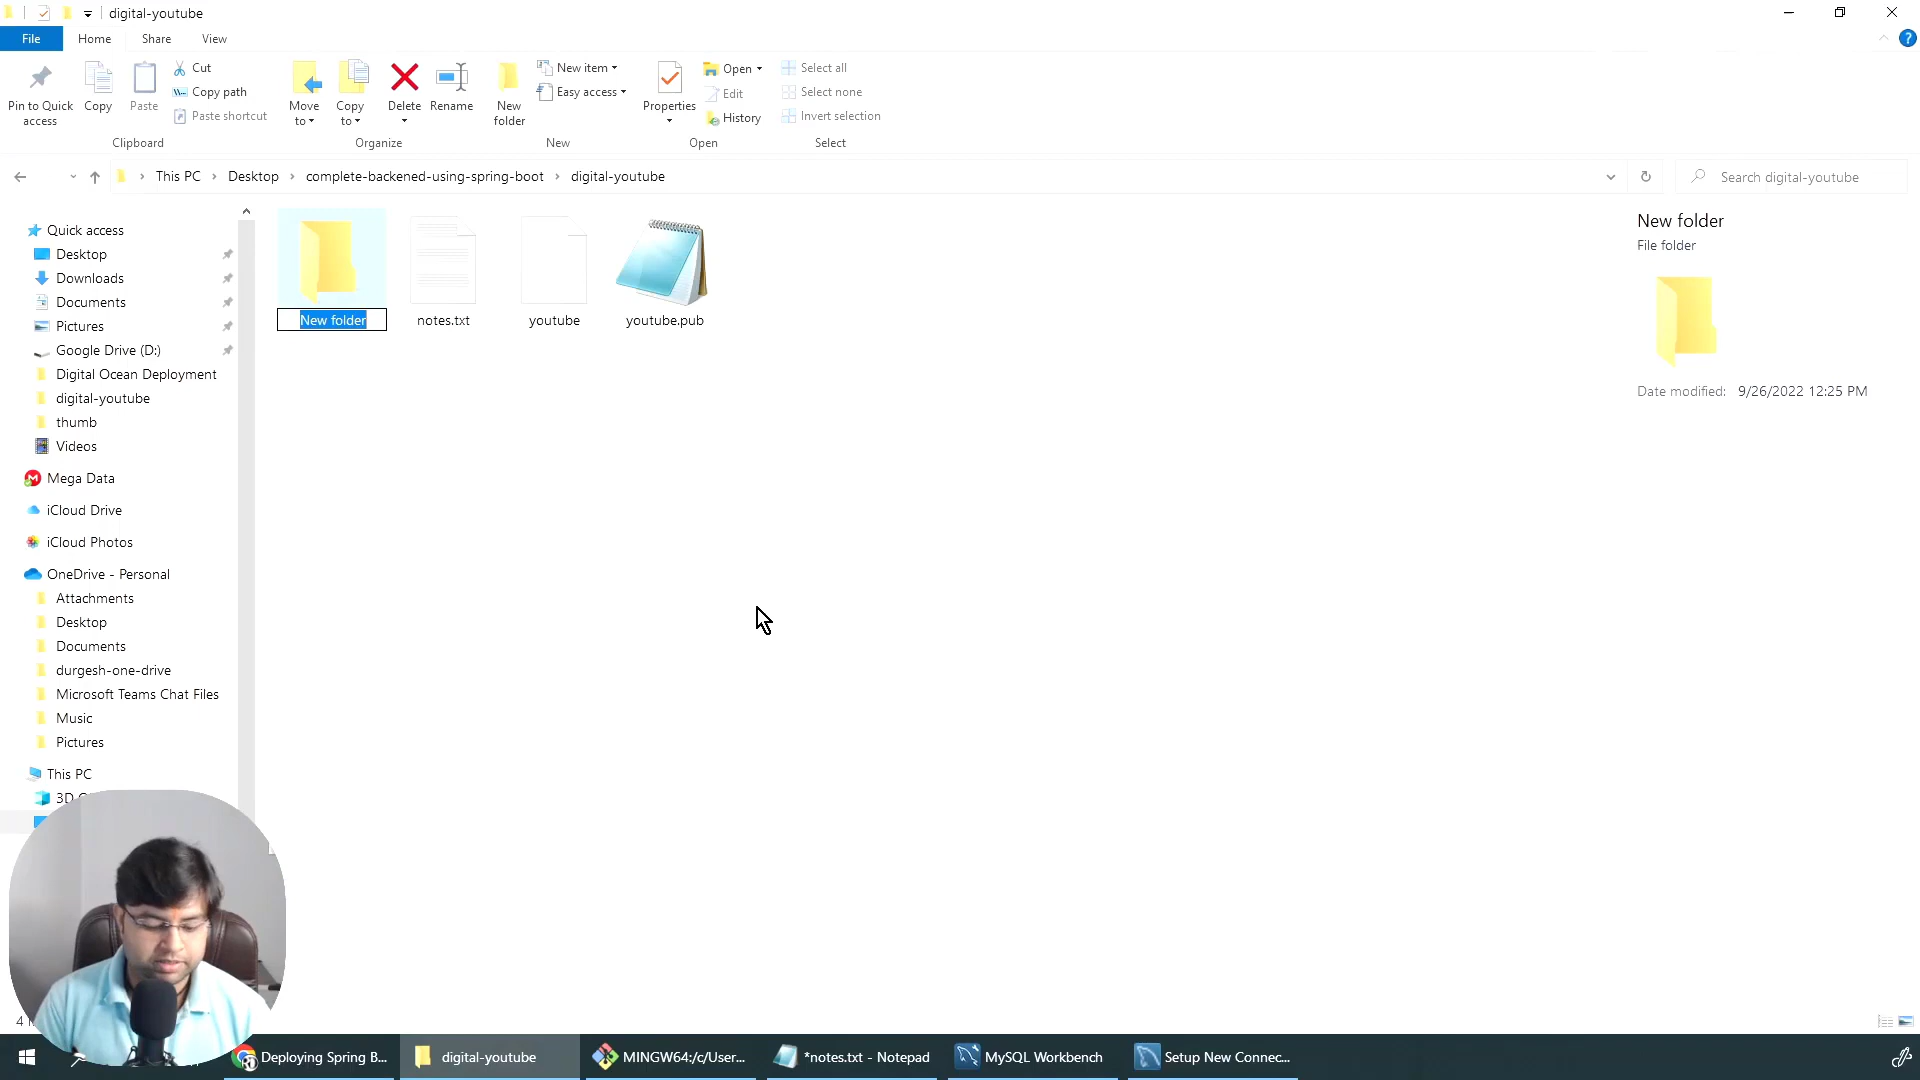 digital-youtube
File
Home
Share
View
Pin to Quick access
Copy
Paste
Cut
Copy path
Paste shortcut
Clipboard
Move to
Copy to
Delete
Rename
Organize
New folder
New item
Easy access
New
Properties
Open
Edit
History
Open
Select all
Select none
Invert selection
Select
This PC
Desktop
complete-backened-using-spring-boot
digital-youtube
Search digital-youtube
Quick access
Desktop
Downloads
Documents
Pictures
Google Drive (D:)
Digital Ocean Deployment
digital-youtube
thumb
Videos
Mega Data
iCloud Drive
iCloud Photos
OneDrive - Personal
Attachments
Desktop
Documents
durgesh-one-drive
Microsoft Teams Chat Files
Music
Pictures
This PC
3D
New folder
notes.txt
youtube
youtube.pub
New folder
File folder
Date modified: 9/26/2022 12:25 PM
4
Deploying Spring B...
digital-youtube
MINGW64:/c/User...
*notes.txt - Notepad
MySQL Workbench
Setup New Connec...